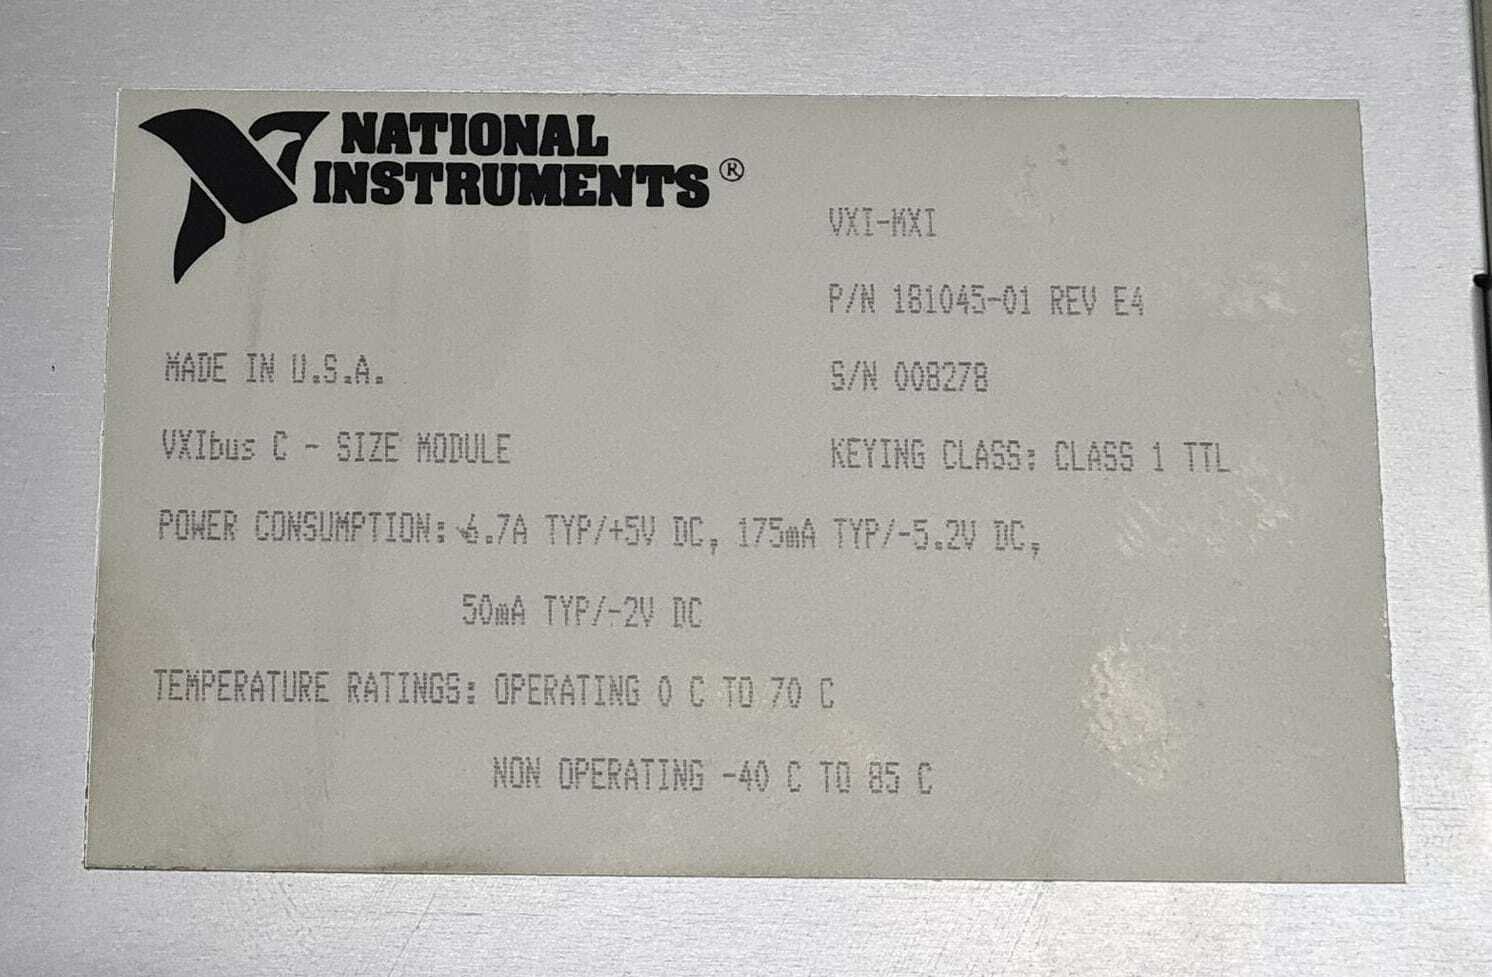 NATIONAL
INSTRUMENTS®
VXI-MXI
P/N 181045-01 REV E4
MADE IN U.S.A.
S/N 008278
VXIbus C - SIZE MODULE
KEYING CLASS: CLASS 1 TTL
POWER CONSUMPTION: 6.7A TYP/+5V DC, 175mA TYP/-5.2V DC,
50mA TYP/-2V DC
TEMPERATURE RATINGS: OPERATING 0 C TO 70 C
NON OPERATING -40 C TO 85 C